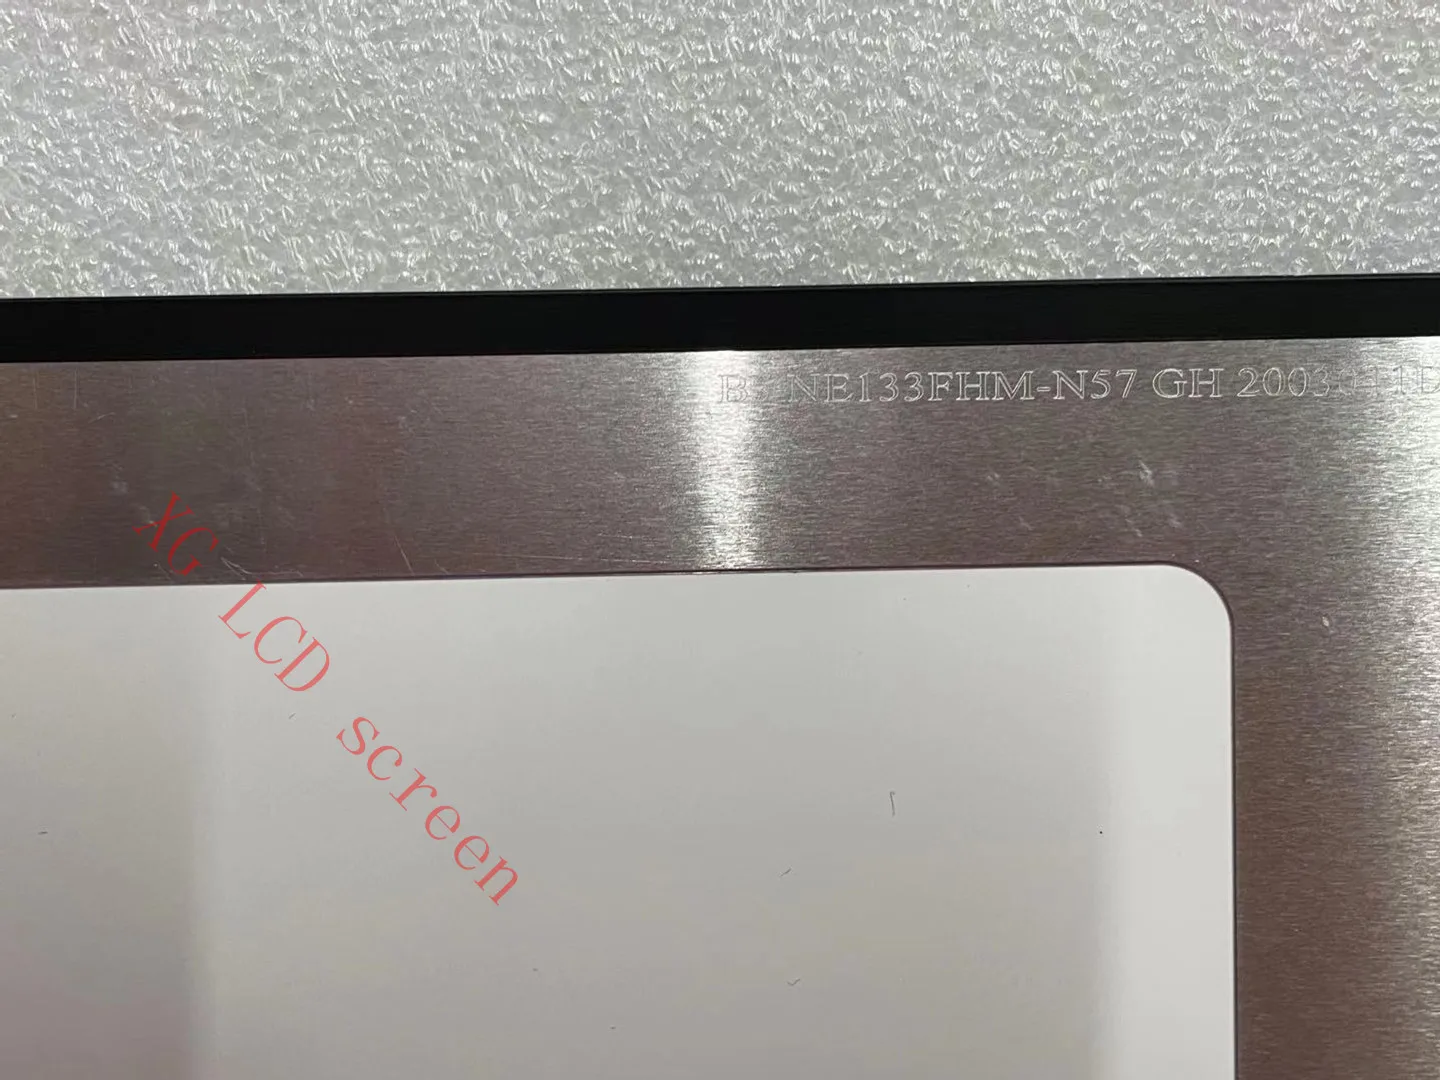 NE133FHM-N57 GH
XG LCD screen